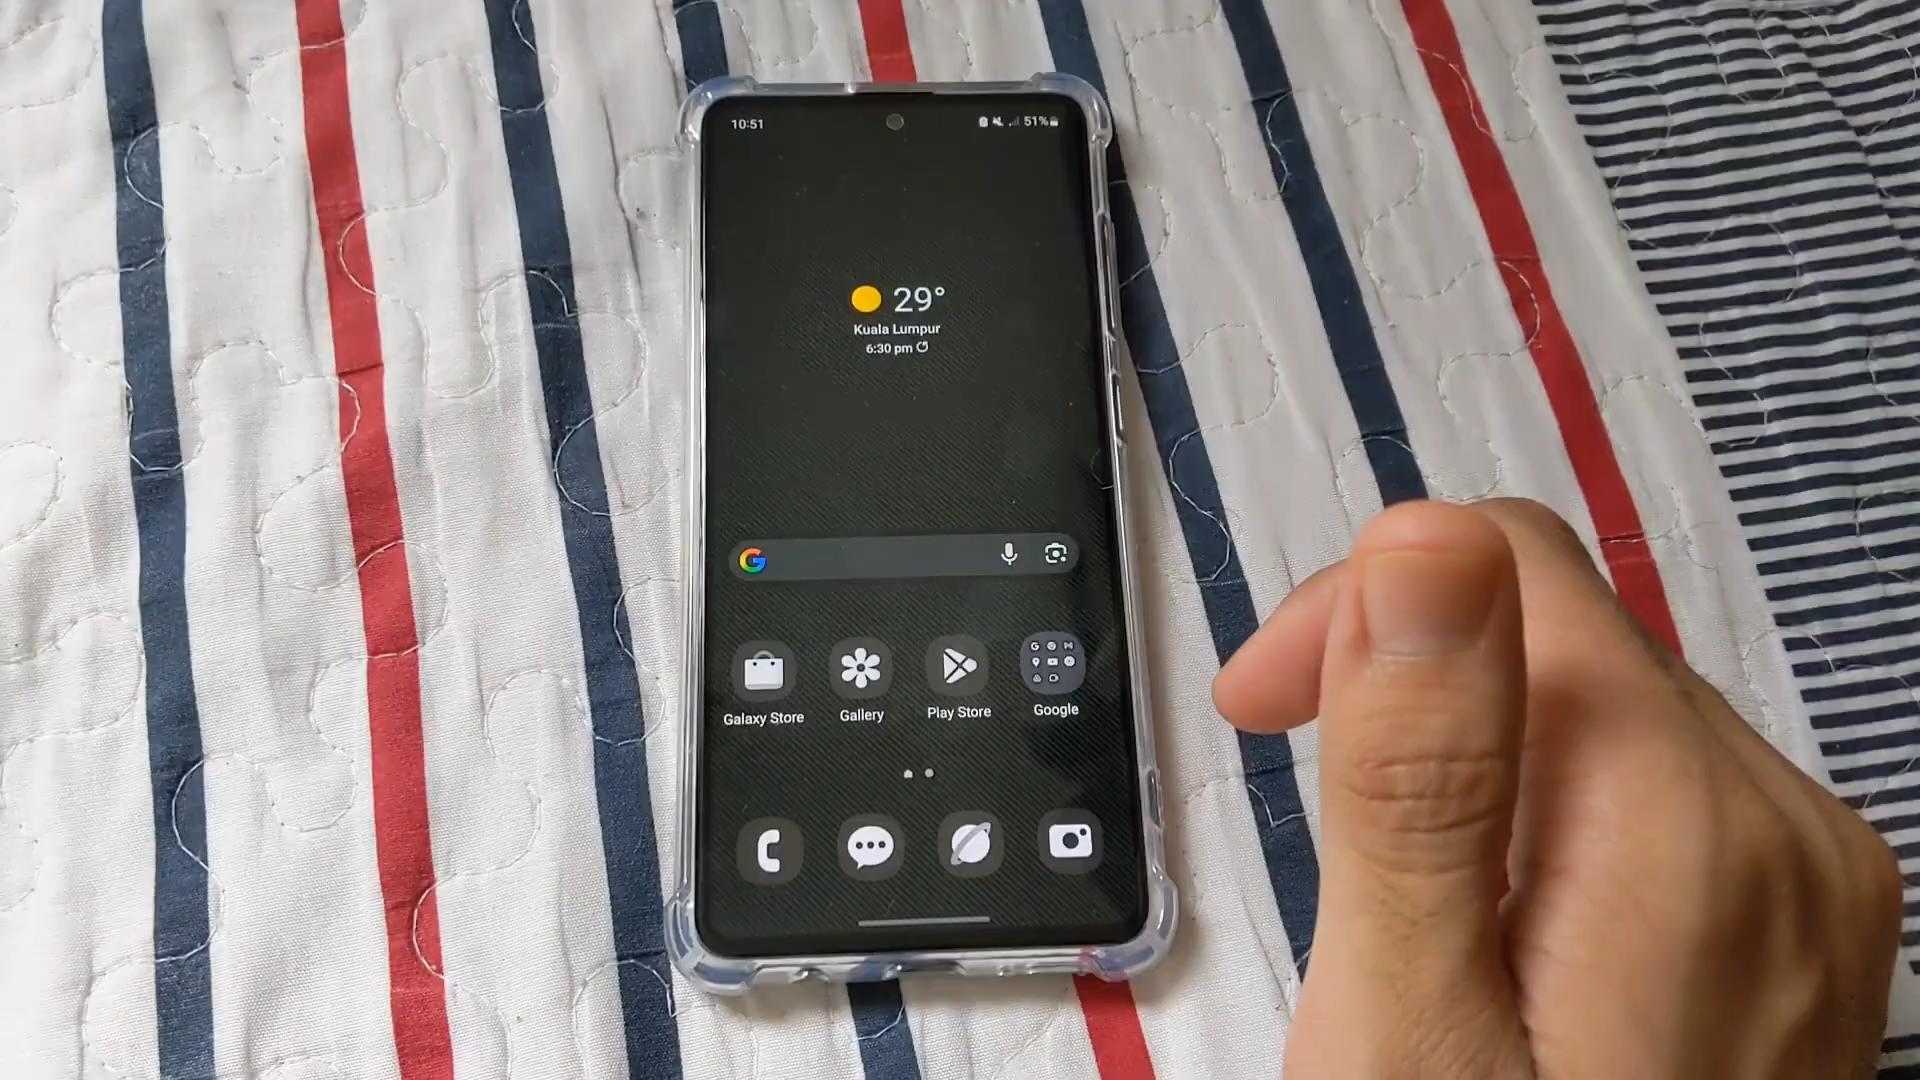 10:51
51%
29°
Kuala Lumpur
6:30 pm
Galaxy Store
Gallery
Play Store
Google